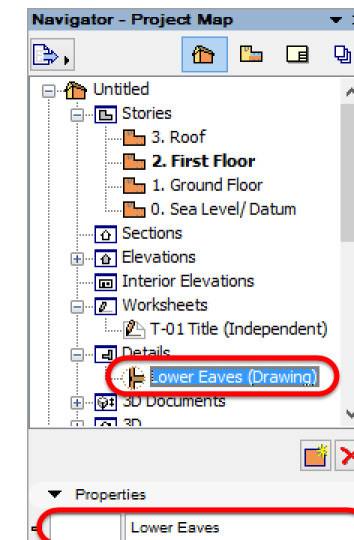 Navigator - Project Map
Untitled
Stories
3. Roof
2. First Floor
1. Ground Floor
0. Sea Level/ Datum
Sections
Elevations
Interior Elevations
Worksheets
T-01 Title (Independent)
Details
Lower Eaves (Drawing)
3D Documents
3D
Properties
Lower Eaves